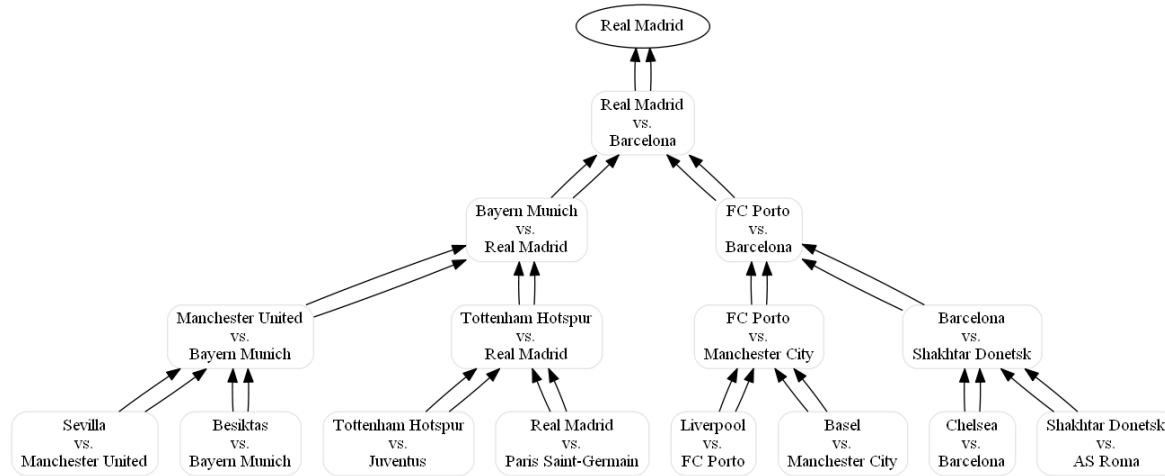 Real Madrid
Real Madrid
vs.
Barcelona
Bayern Munich
vs.
Real Madrid
FC Porto
vs.
Barcelona
Manchester United
vs.
Bayern Munich
Tottenham Hotspur
vs.
Real Madrid
FC Porto
vs.
Manchester City
Barcelona
vs.
Shakhtar Donetsk
Sevilla
vs.
Manchester United
Besiktas
vs.
Bayern Munich
Tottenham Hotspur
vs.
Juventus
Real Madrid
vs.
Paris Saint-Germain
Liverpool
vs.
FC Porto
Basel
vs.
Manchester City
Chelsea
vs.
Barcelona
Shakhtar Donetsk
vs.
AS Roma